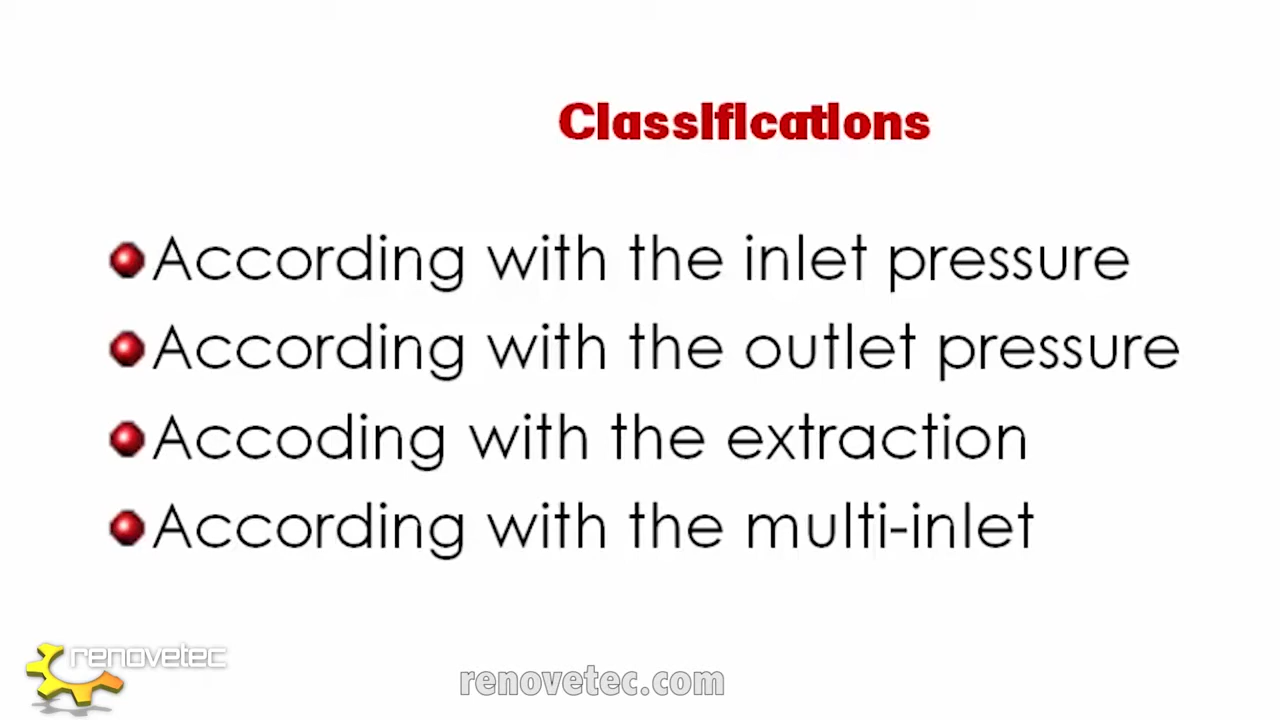 Classifications
According with the inlet pressure
According with the outlet pressure
Accoding with the extraction
According with the multi-inlet
renovetec
renovetec.com